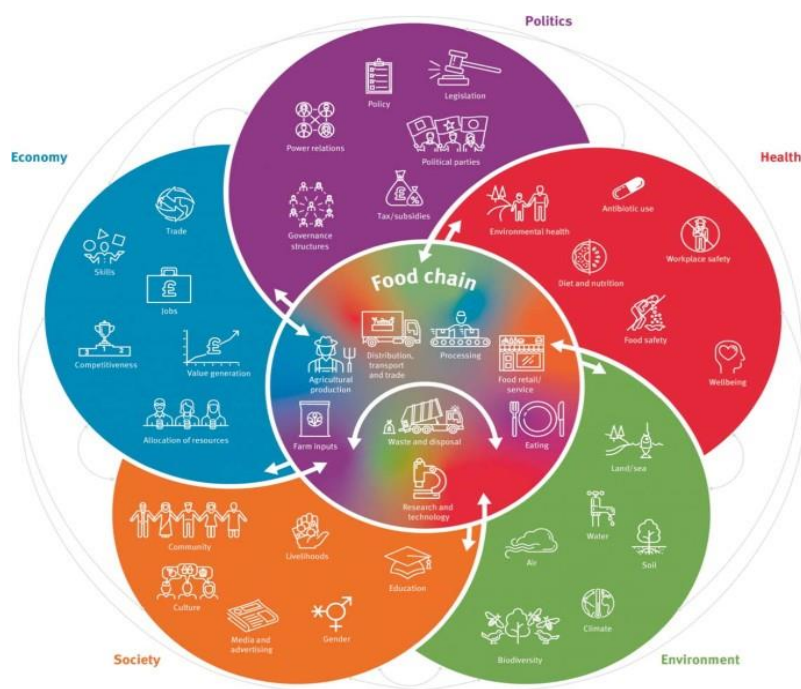 Politics
Policy
Legislation
Power relations
Political parties
Tax/subsidies
Governance
structures
Economy
Trade
Skills
Jobs
Competitiveness
Value generation
Allocation of resources
Health
Environmental health
Antibiotic use
Workplace safety
Diet and nutrition
Food safety
Wellbeing
Food chain
Agricultural
production
Distribution,
transport
and trade
Processing
Food retail/
service
Farm inputs
Waste and disposal
Eating
Research and
technology
Society
Community
Livelihoods
Education
Culture
Media and
advertising
Gender
Environment
Land/sea
Water
Air
Soil
Climate
Biodiversity
£
%
£
£